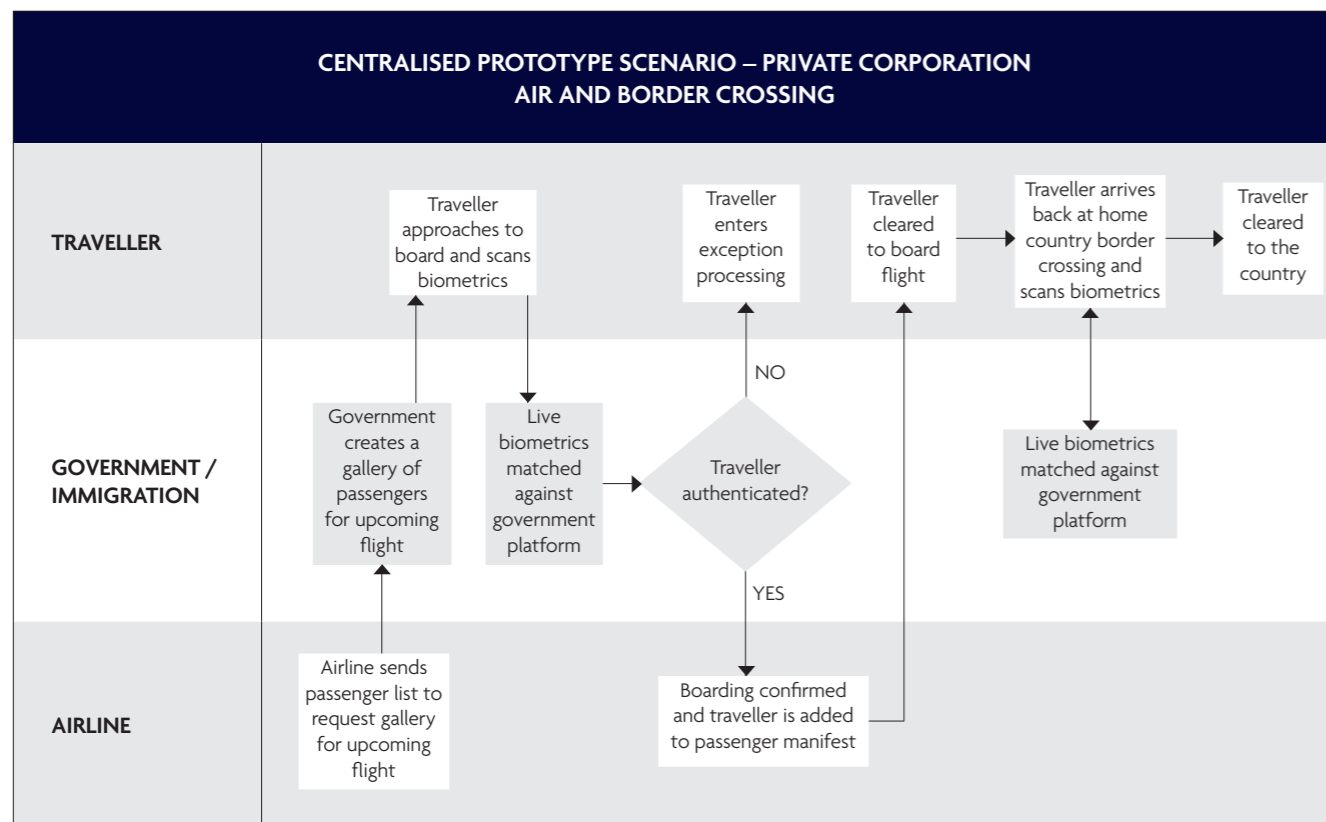 CENTRALISED PROTOTYPE SCENARIO – PRIVATE CORPORATION
AIR AND BORDER CROSSING
TRAVELLER
Traveller
approaches to
board and scans
biometrics
Traveller
enters
exception
processing
Traveller
cleared
to board
flight
Traveller arrives
back at home
country border
crossing and
scans biometrics
Traveller
cleared
to the
country
GOVERNMENT /
IMMIGRATION
Government
creates a
gallery of
passengers
for upcoming
flight
Live
biometrics
matched
against
government
platform
NO
Traveller
authenticated?
YES
Live biometrics
matched against
government
platform
AIRLINE
Airline sends
passenger list to
request gallery
for upcoming
flight
Boarding confirmed
and traveller is added
to passenger manifest